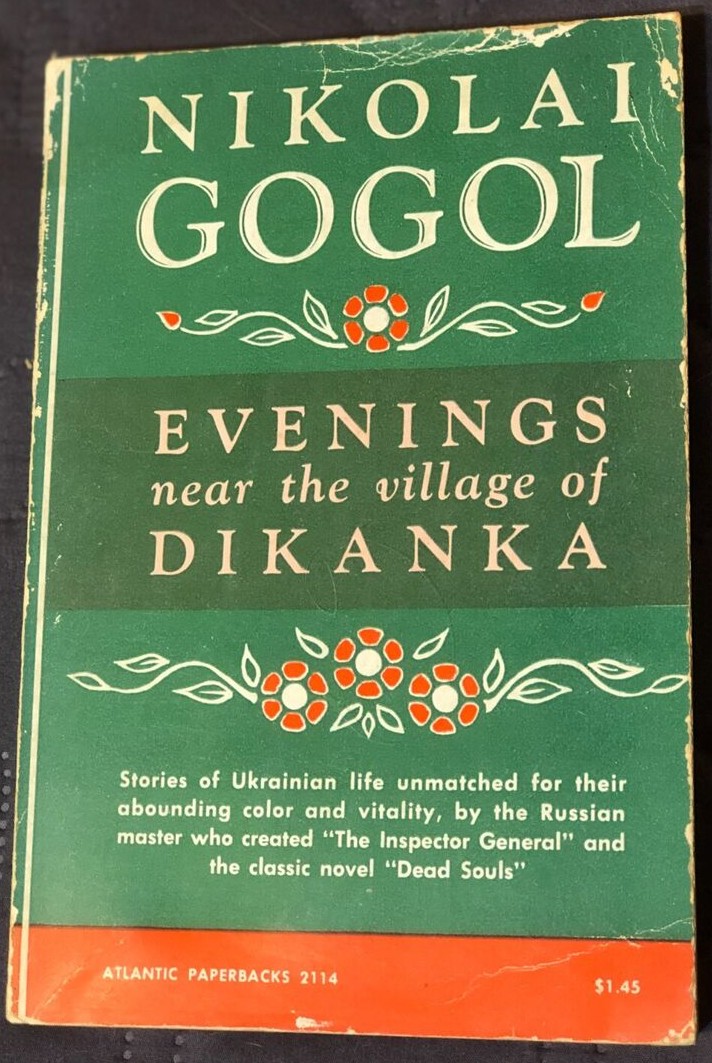 NIKOLAI
GOGOL
EVENINGS
near the village of
DIKANKA
Stories of Ukrainian life unmatched for their
abounding color and vitality, by the Russian
master who created “The Inspector General” and
the classic novel “Dead Souls”
ATLANTIC PAPERBACKS 2114
$1.45